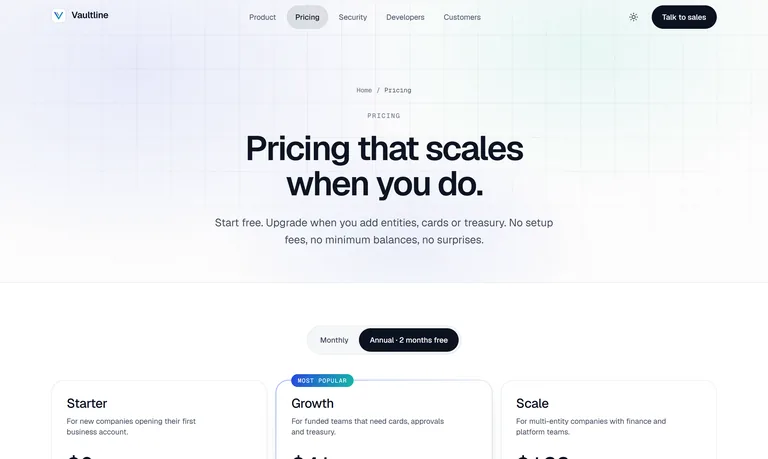 Vaultline
Product
Pricing
Security
Developers
Customers
Talk to sales
Home / Pricing
PRICING
Pricing that scales
when you do.
Start free. Upgrade when you add entities, cards or treasury. No setup
fees, no minimum balances, no surprises.
Monthly
Annual · 2 months free
Starter
For new companies opening their first
business account.
MOST POPULAR
Growth
For funded teams that need cards, approvals
and treasury.
Scale
For multi-entity companies with finance and
platform teams.